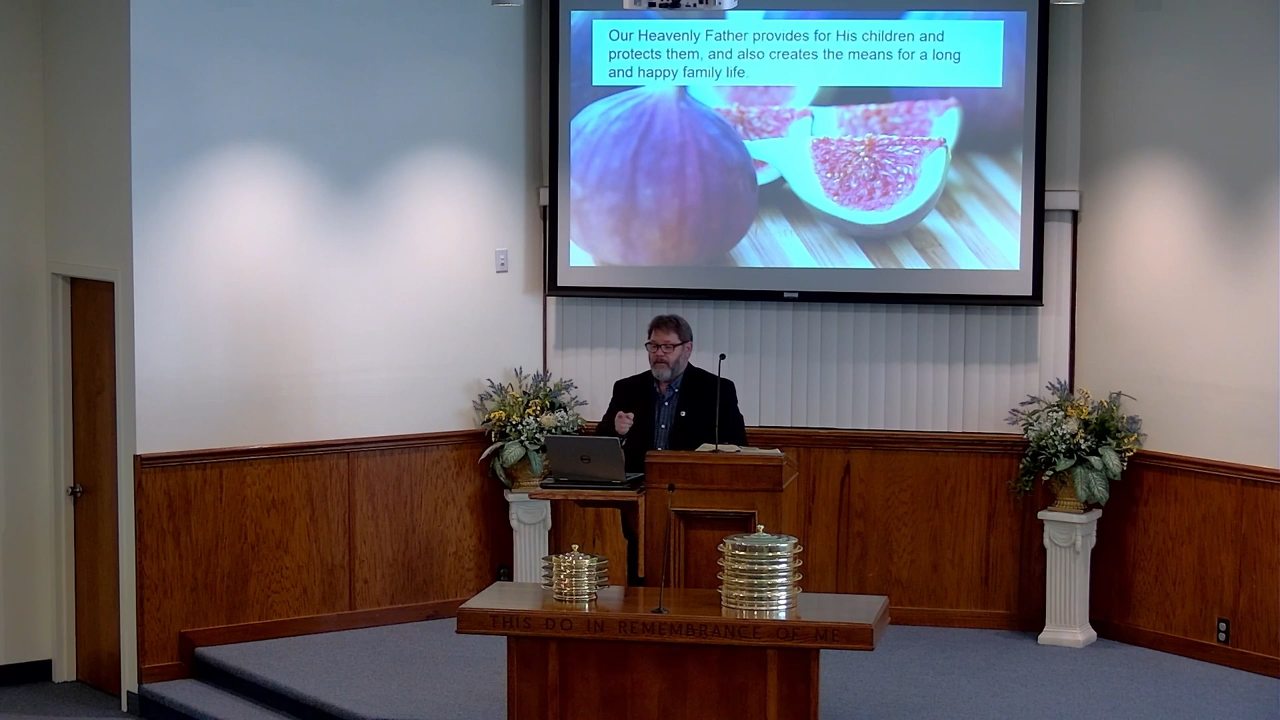 Our Heavenly Father provides for His children and
protects them, and also creates the means for a long
and happy family life.
THIS DO IN REMEMBRANCE OF ME